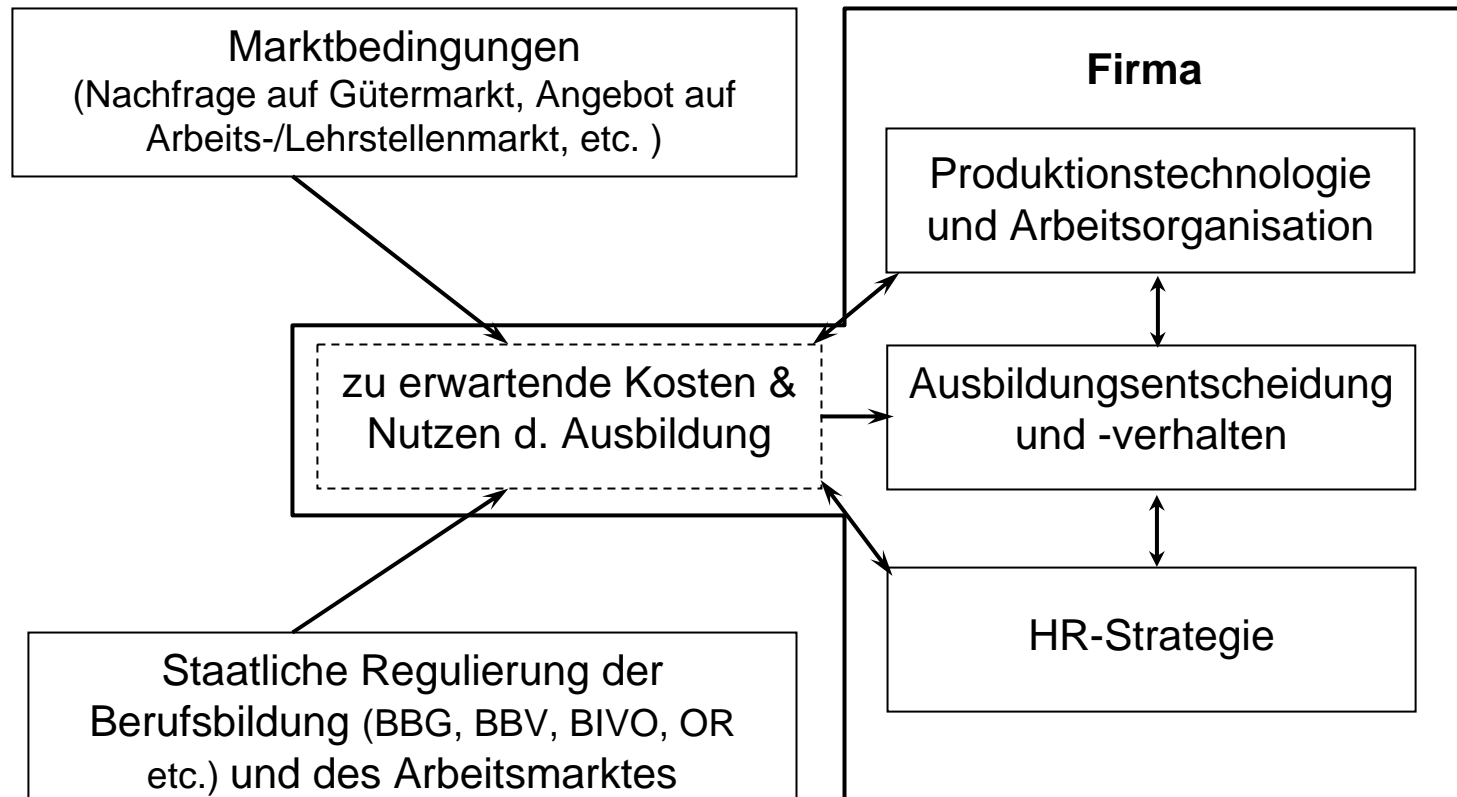 Marktbedingungen
(Nachfrage auf Gütermarkt, Angebot auf
Arbeits-/Lehrstellenmarkt, etc. )
Firma
Produktionstechnologie
und Arbeitsorganisation
zu erwartende Kosten &
Nutzen d. Ausbildung
Ausbildungsentscheidung
und -verhalten
HR-Strategie
Staatliche Regulierung der
Berufsbildung (BBG, BBV, BIVO, OR
etc.) und des Arbeitsmarktes